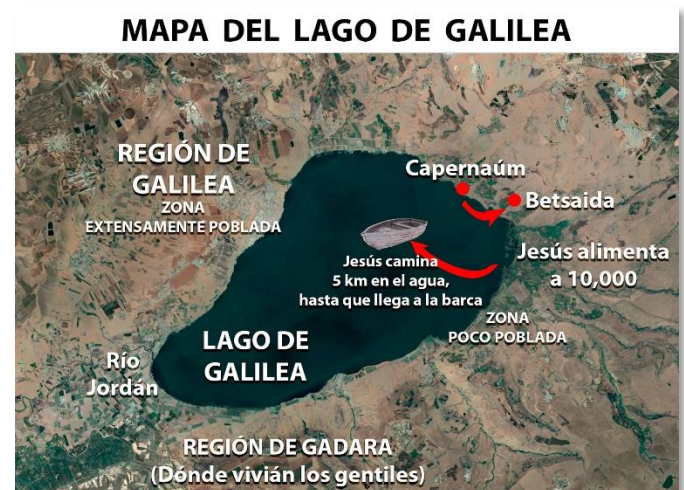 MAPA DEL LAGO DE GALILEA
REGIÓN DE
GALILEA
ZONA
EXTENSAMENTE POBLADA
Capernaúm
Betsaida
Jesús alimenta
a 10,000
Jesús camina
5 km en el agua,
hasta que llega a la barca
ZONA
POCO POBLADA
LAGO DE
GALILEA
Río
Jordán
REGIÓN DE GADARA
(Dónde vivían los gentiles)